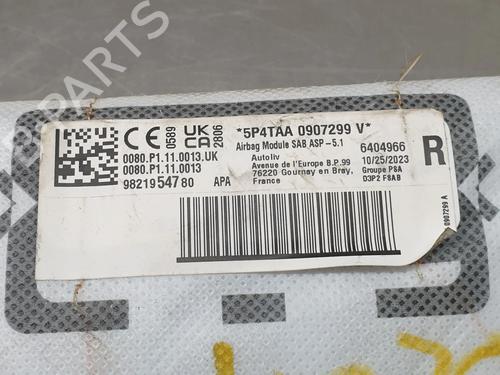 *5P4TAA 0907299 V*
CE 0589 UK CA 2806
Airbag Module SAB ASP-5.1
0080.P1.11.0013.UK
0080.P1.11.0013
9821954780 APA
Autoliv
Avenue de l'Europe B.P.99
76220 Gournay en Bray,
France
6404966
10/25/2023
Groupe PSA
D3P2 F8AB
R
0907299 A
B-PARTS